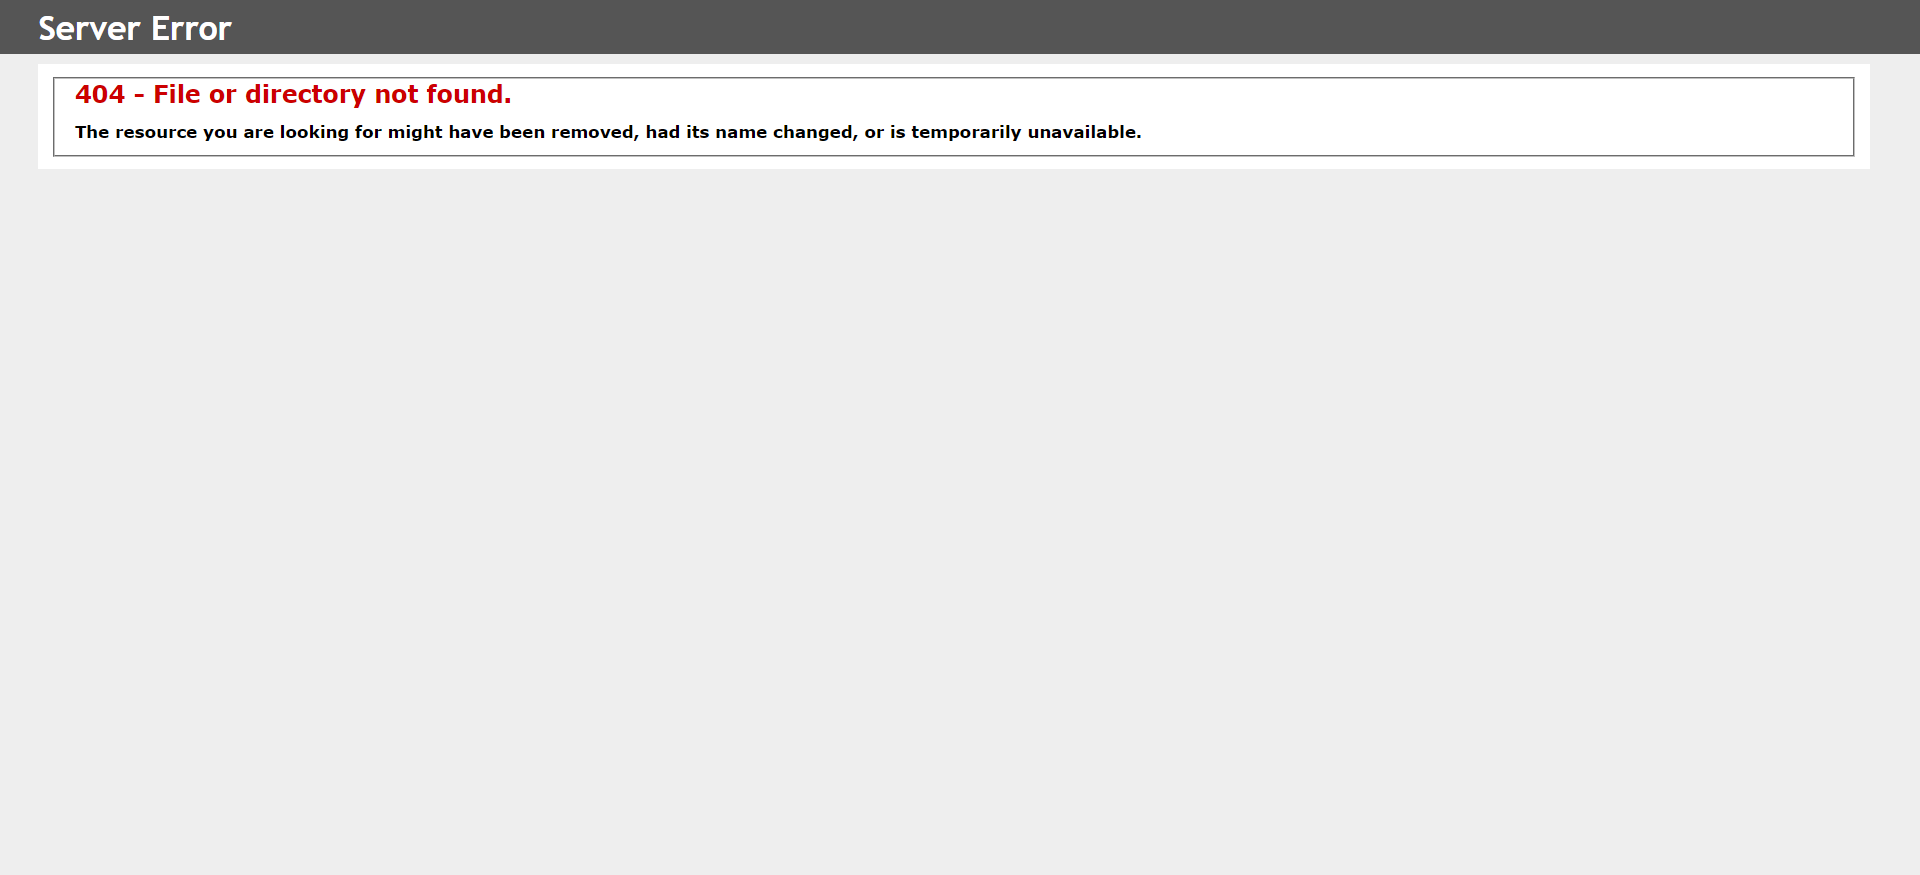 Server Error
404 - File or directory not found.
The resource you are looking for might have been removed, had its name changed, or is temporarily unavailable.